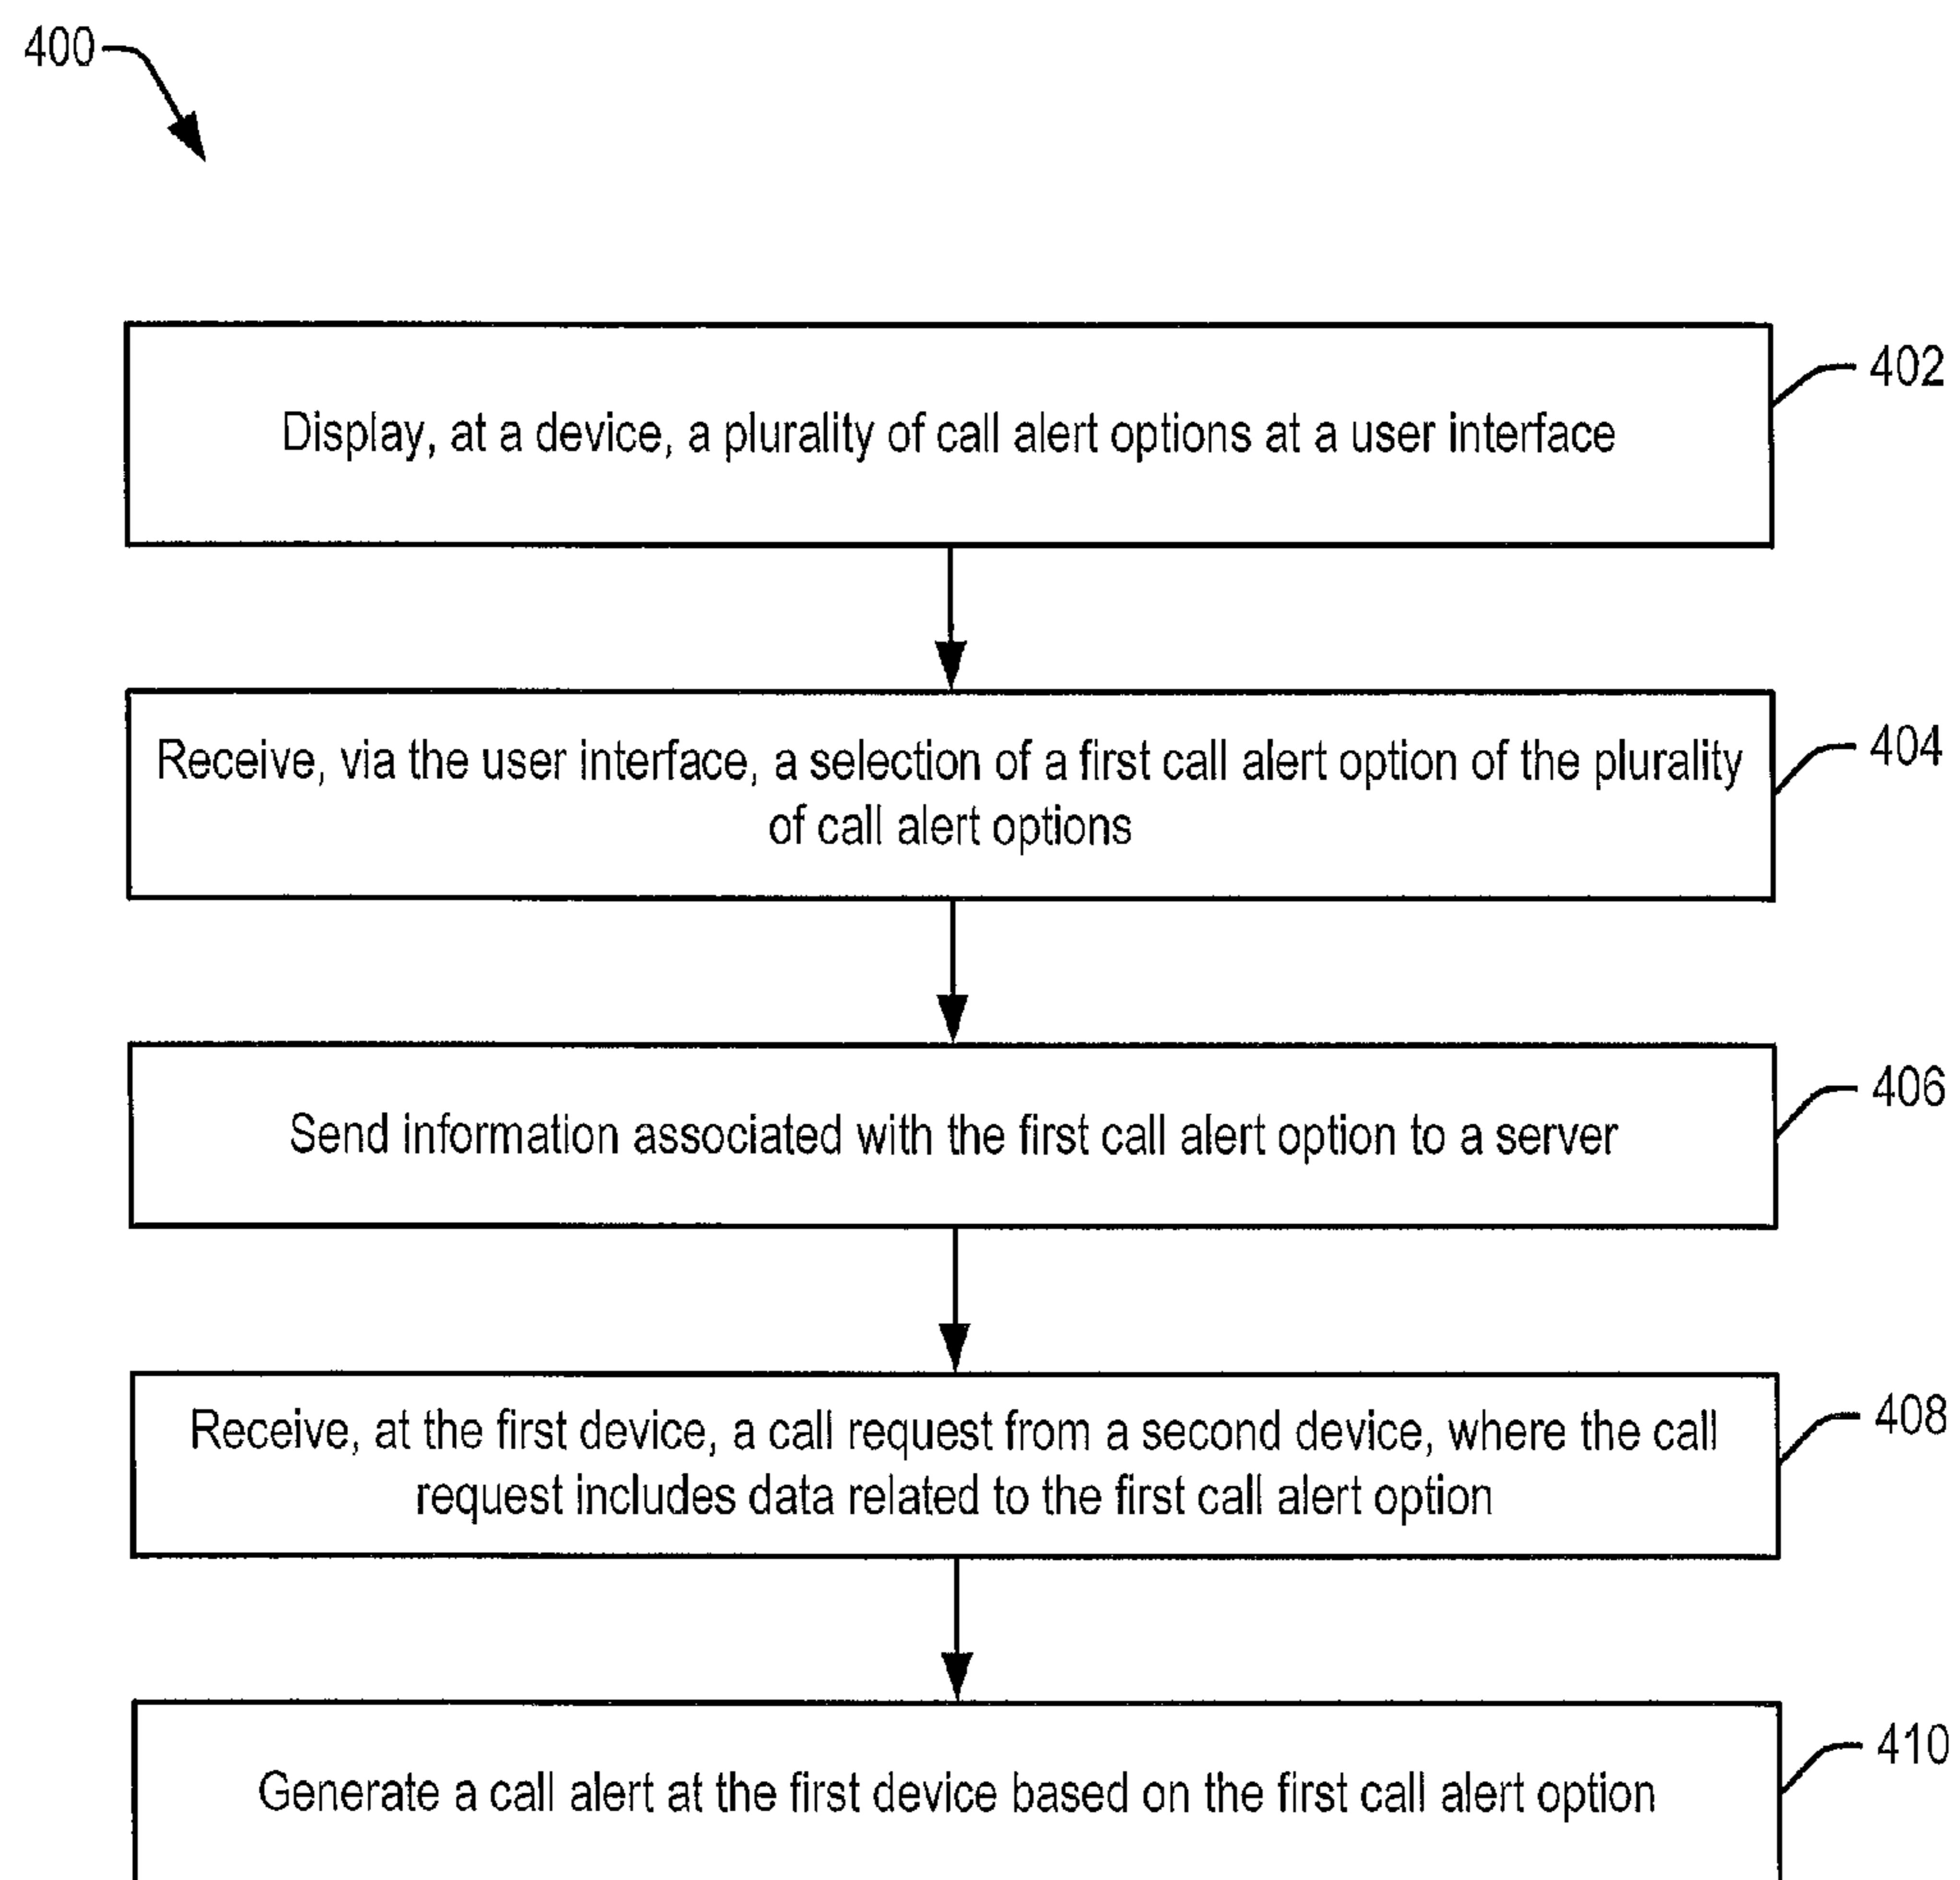 400
402
Display, at a device, a plurality of call alert options at a user interface
404
Receive, via the user interface, a selection of a first call alert option of the plurality
of call alert options
406
Send information associated with the first call alert option to a server
408
Receive, at the first device, a call request from a second device, where the call
request includes data related to the first call alert option
410
Generate a call alert at the first device based on the first call alert option